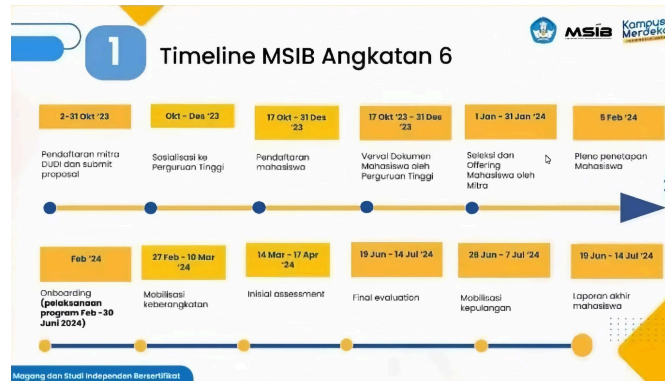 1
Timeline MSIB Angkatan 6
MSIB
Kampus
Merdeka
2-31 Okt '23
Okt - Des '23
17 Okt - 31 Des
'23
17 Okt '23 - 31 Des
'23
1 Jan - 31 Jan '24
5 Feb '24
Pendaftaran mitra
DUDI dan submit
proposal
Sosialisasi ke
Perguruan Tinggi
Pendaftaran
mahasiswa
Verval Dokumen
Mahasiswa oleh
Perguruan Tinggi
Seleksi dan
Offering
Mahasiswa oleh
Mitra
Pleno penetapan
Mahasiswa
Feb '24
27 Feb - 10 Mar
'24
14 Mar - 17 Apr
'24
19 Jun - 14 Jul '24
28 Jun - 7 Jul '24
19 Jun - 14 Jul '24
Onboarding
(pelaksanaan
program Feb -30
Juni 2024)
Mobilisasi
keberangkatan
Inisial assessment
Final evaluation
Mobilisasi
kepulangan
Laporan akhir
mahasiswa
Magang dan Studi Independen Bersertifikat